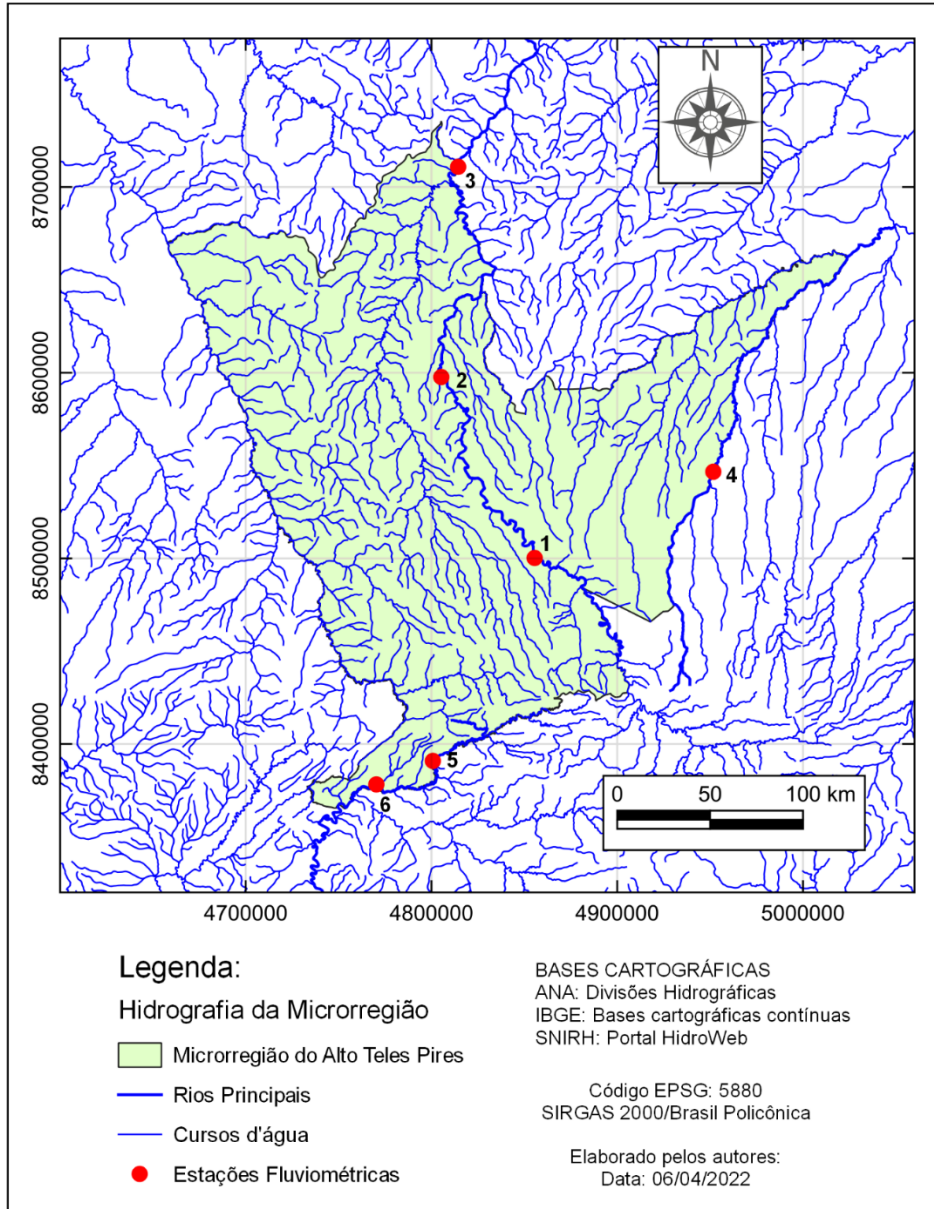 N
3
2
4
1
5
6
8700000
8600000
8500000
8400000
0 50 100 km
4700000 4800000 4900000 5000000
Legenda:
Hidrografia da Microrregião
Microrregião do Alto Teles Pires
Rios Principais
Cursos d'água
Estações Fluviométricas
BASES CARTOGRÁFICAS
ANA: Divisões Hidrográficas
IBGE: Bases cartográficas contínuas
SNIRH: Portal HidroWeb
Código EPSG: 5880
SIRGAS 2000/Brasil Policônica
Elaborado pelos autores:
Data: 06/04/2022